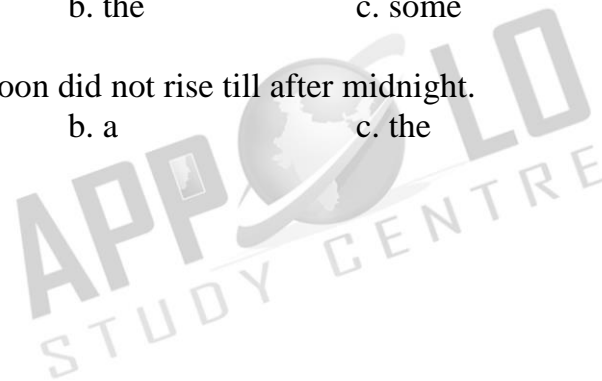 b. the c. some
oon did not rise till after midnight.
b. a c. the
APPOLO
STUDY CENTRE